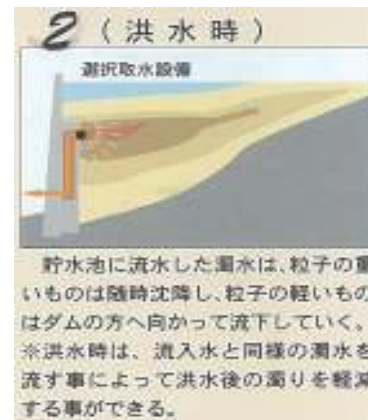 2 (洪水時)
選択取水設備
貯水池に流水した濁水は、粒子の重
いものは随時沈降し、粒子の軽いもの
はダムの方へ向かって流下していく。
※洪水時は、流入水と同様の濁水を
流す事によって洪水後の濁りを軽減
する事ができる。